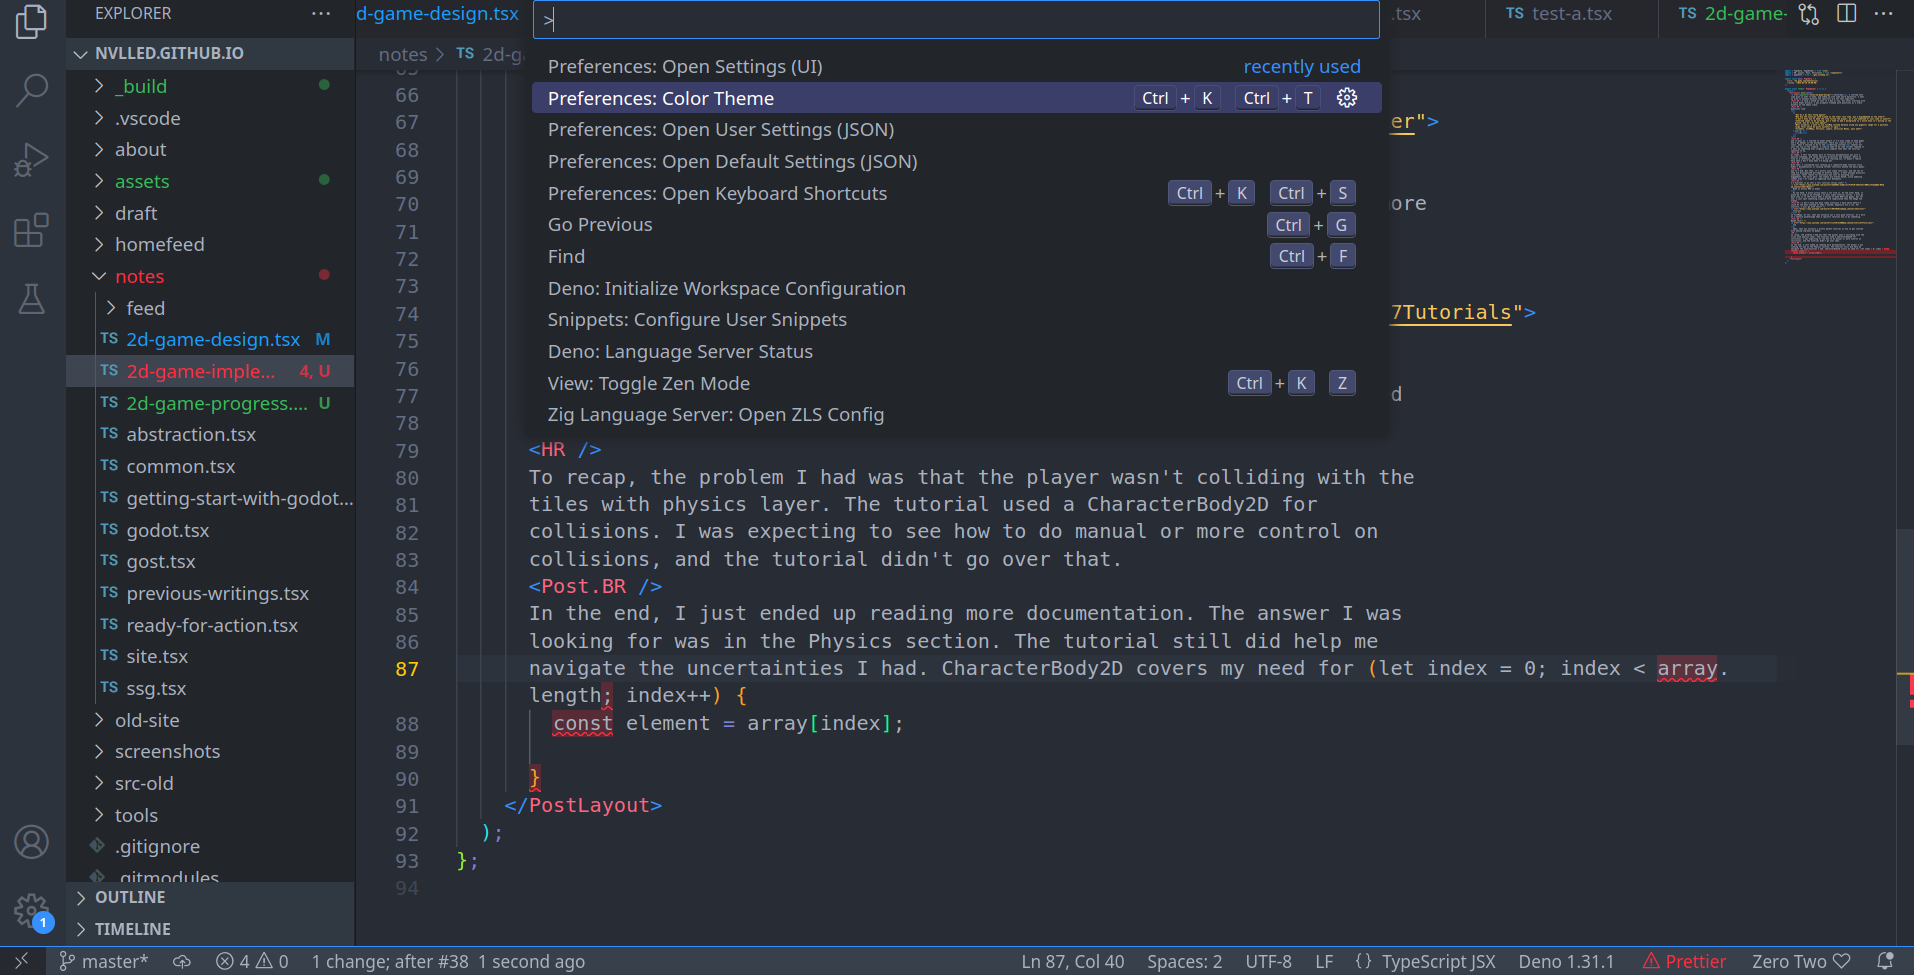 EXPLORER
NVLLED.GITHUB.IO
_build
.vscode
about
assets
draft
homefeed
notes
feed
TS 2d-game-design.tsx M
TS 2d-game-imple... 4, U
TS 2d-game-progress.... U
TS abstraction.tsx
TS common.tsx
TS getting-start-with-godot...
TS godot.tsx
TS gost.tsx
TS previous-writings.tsx
TS ready-for-action.tsx
TS site.tsx
TS ssg.tsx
old-site
screenshots
src-old
tools
.gitignore
.gitmodules
OUTLINE
TIMELINE
1
d-game-design.tsx
.tsx
TS test-a.tsx
TS 2d-game-
notes > TS 2d-g
>
Preferences: Open Settings (UI) recently used
Preferences: Color Theme Ctrl + K Ctrl + T
Preferences: Open User Settings (JSON)
Preferences: Open Default Settings (JSON)
Preferences: Open Keyboard Shortcuts Ctrl + K Ctrl + S
Go Previous Ctrl + G
Find Ctrl + F
Deno: Initialize Workspace Configuration
Snippets: Configure User Snippets
Deno: Language Server Status
View: Toggle Zen Mode Ctrl + K Z
Zig Language Server: Open ZLS Config
66
67 er">
68
69
70 ore
71
72
73
74 7Tutorials">
75
76
77 d
78
79 <HR />
80 To recap, the problem I had was that the player wasn't colliding with the
81 tiles with physics layer. The tutorial used a CharacterBody2D for
82 collisions. I was expecting to see how to do manual or more control on
83 collisions, and the tutorial didn't go over that.
84 <Post.BR />
85 In the end, I just ended up reading more documentation. The answer I was
86 looking for was in the Physics section. The tutorial still did help me
87 navigate the uncertainties I had. CharacterBody2D covers my need for (let index = 0; index < array.
length; index++) {
88 const element = array[index];
89
90 }
91 </PostLayout>
92 );
93 };
94
master* 4 0 1 change; after #38 1 second ago Ln 87, Col 40 Spaces: 2 UTF-8 LF {} TypeScript JSX Deno 1.31.1 Prettier Zero Two ♡